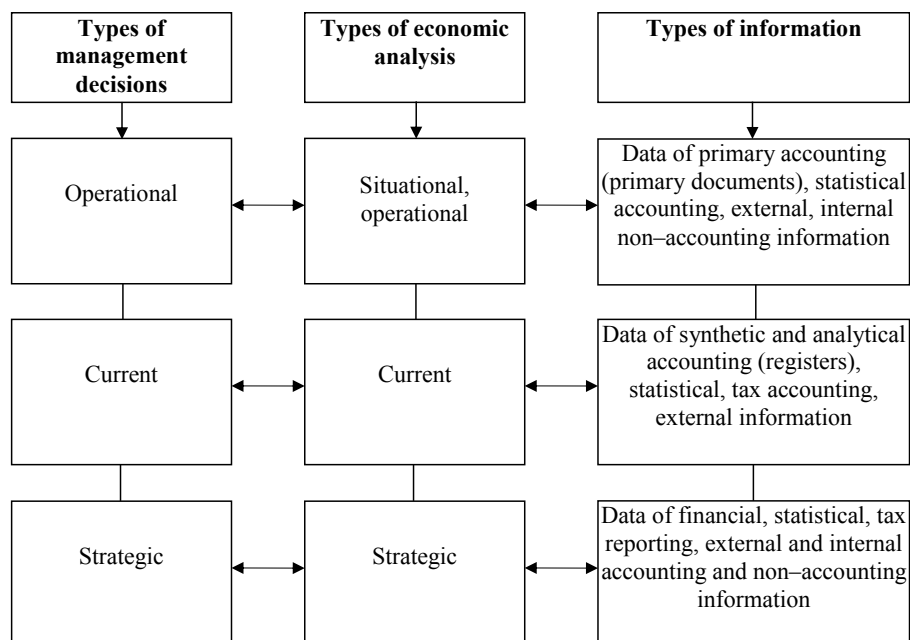 Types of
management
decisions
Types of economic
analysis
Types of information
Operational
Situational,
operational
Data of primary accounting
(primary documents), statistical
accounting, external, internal
non–accounting information
Current
Current
Data of synthetic and analytical
accounting (registers),
statistical, tax accounting,
external information
Strategic
Strategic
Data of financial, statistical, tax
reporting, external and internal
accounting and non–accounting
information